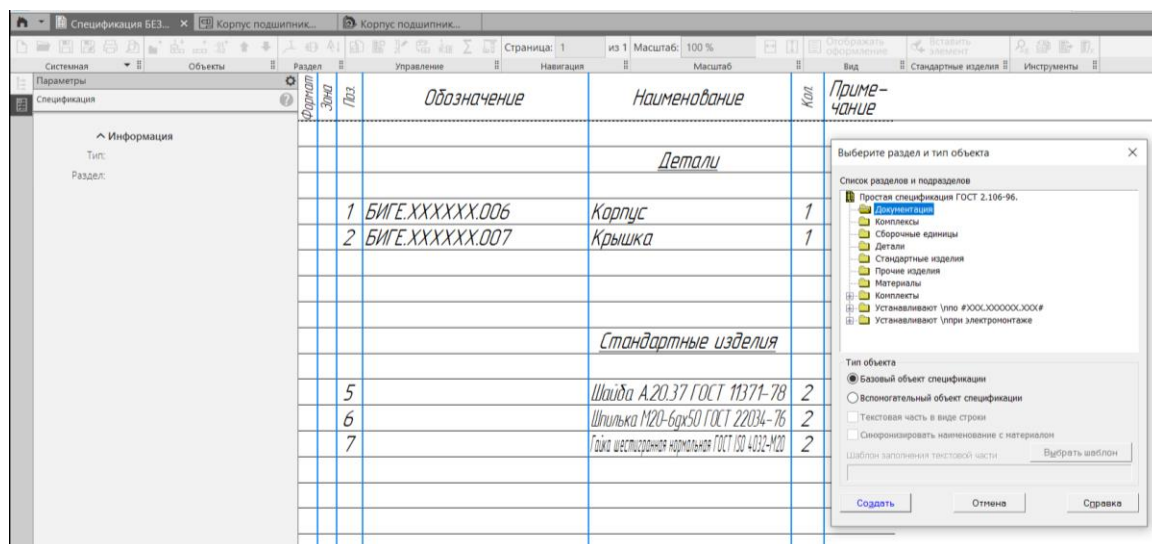 Спецификация БЕЗ... × Корпус подшипник... Корпус подшипник...
Страница: 1 из 1 Масштаб: 100 % Отображать оформление Вставить элемент
Системная Объекты Раздел Управление Навигация Масштаб Вид Стандартные изделия Инструменты
Параметры
Спецификация
Информация
Тип:
Раздел:
Формат Зона Поз. Обозначение Наименование Кол. Приме-
чание
Детали
1 БИГЕ.XXXXXX.006 Корпус 1
2 БИГЕ.XXXXXX.007 Крышка 1
Стандартные изделия
5 Шайба А.20.37 ГОСТ 11371-78 2
6 Шпилька М20-6gx50 ГОСТ 22034-76 2
7 Гайка шестигранная нормальная ГОСТ ISO 4032-М20 2
Выберите раздел и тип объекта
Список разделов и подразделов
Простая спецификация ГОСТ 2.106-96.
Документация
Комплексы
Сборочные единицы
Детали
Стандартные изделия
Прочие изделия
Материалы
Комплекты
Устанавливают \nпо #XXX.XXXXXX.XXX#
Устанавливают \nпри электромонтаже
Тип объекта
Базовый объект спецификации
Вспомогательный объект спецификации
Текстовая часть в виде строки
Синхронизировать наименование с материалом
Шаблон заполнения текстовой части Выбрать шаблон
Создать Отмена Справка